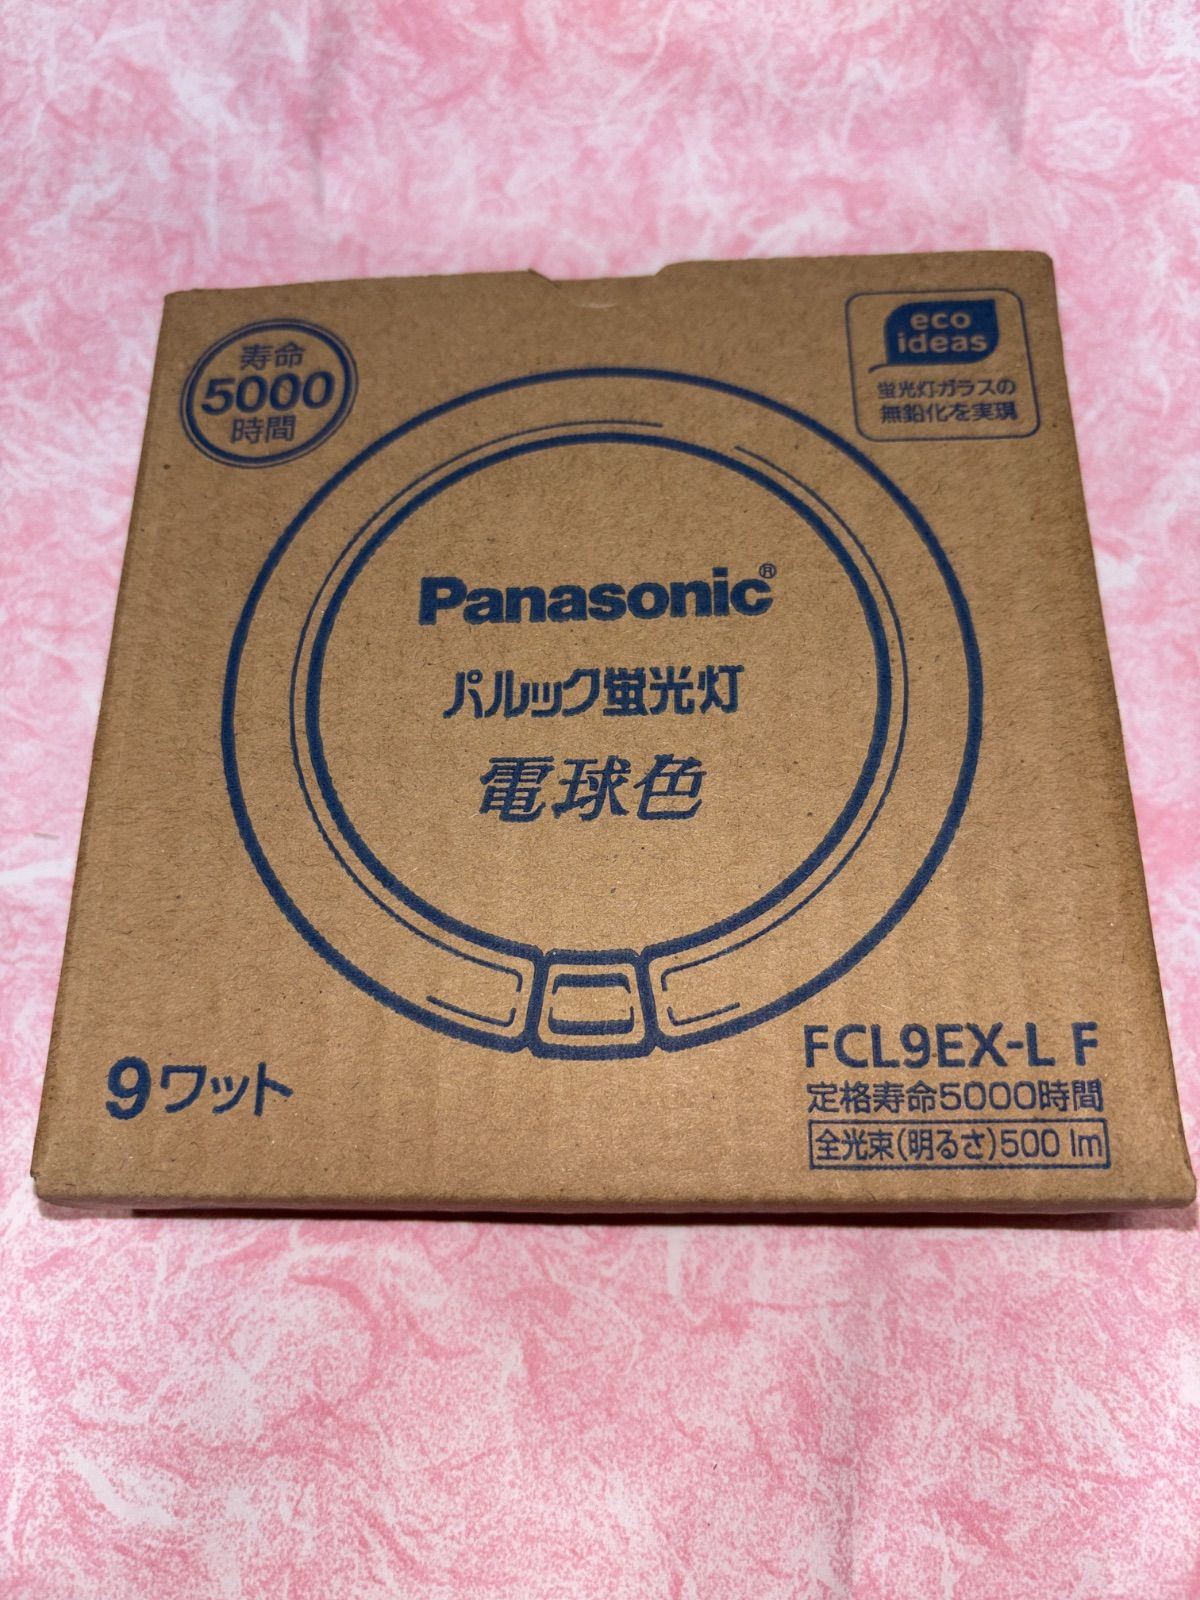 寿命
5000
時間
eco
ideas
蛍光灯ガラスの
無鉛化を実現
Panasonic®
パルック蛍光灯
電球色
9ワット
FCL9EX-L F
定格寿命5000時間
全光束(明るさ)500 lm